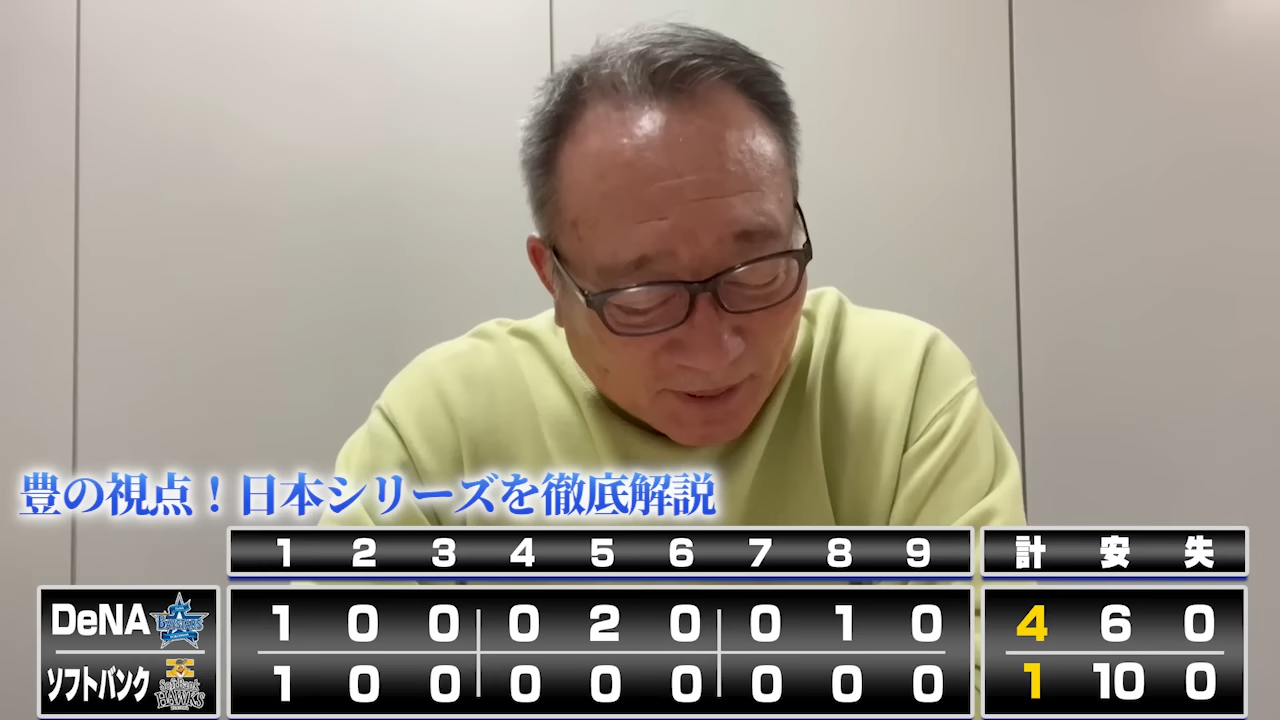 豊の視点!日本シリーズを徹底解説
1 2 3 4 5 6 7 8 9 計 安 失
DeNA BAYSTARS 1 0 0 0 2 0 0 1 0 4 6 0
ソフトバンク SoftBank HAWKS 1 0 0 0 0 0 0 0 0 1 10 0